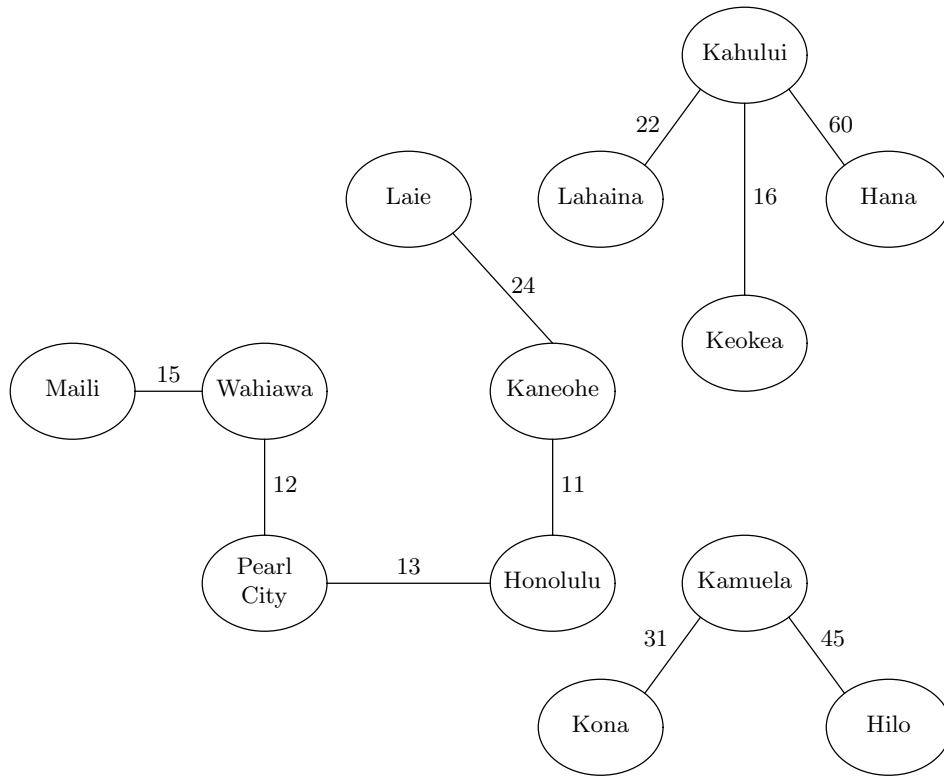 Kahului
22
60
Laie
Lahaina
16
Hana
24
Keokea
Maili
15
Wahiawa
Kaneohe
12
11
Pearl
City
13
Honolulu
Kamuela
31
45
Kona
Hilo